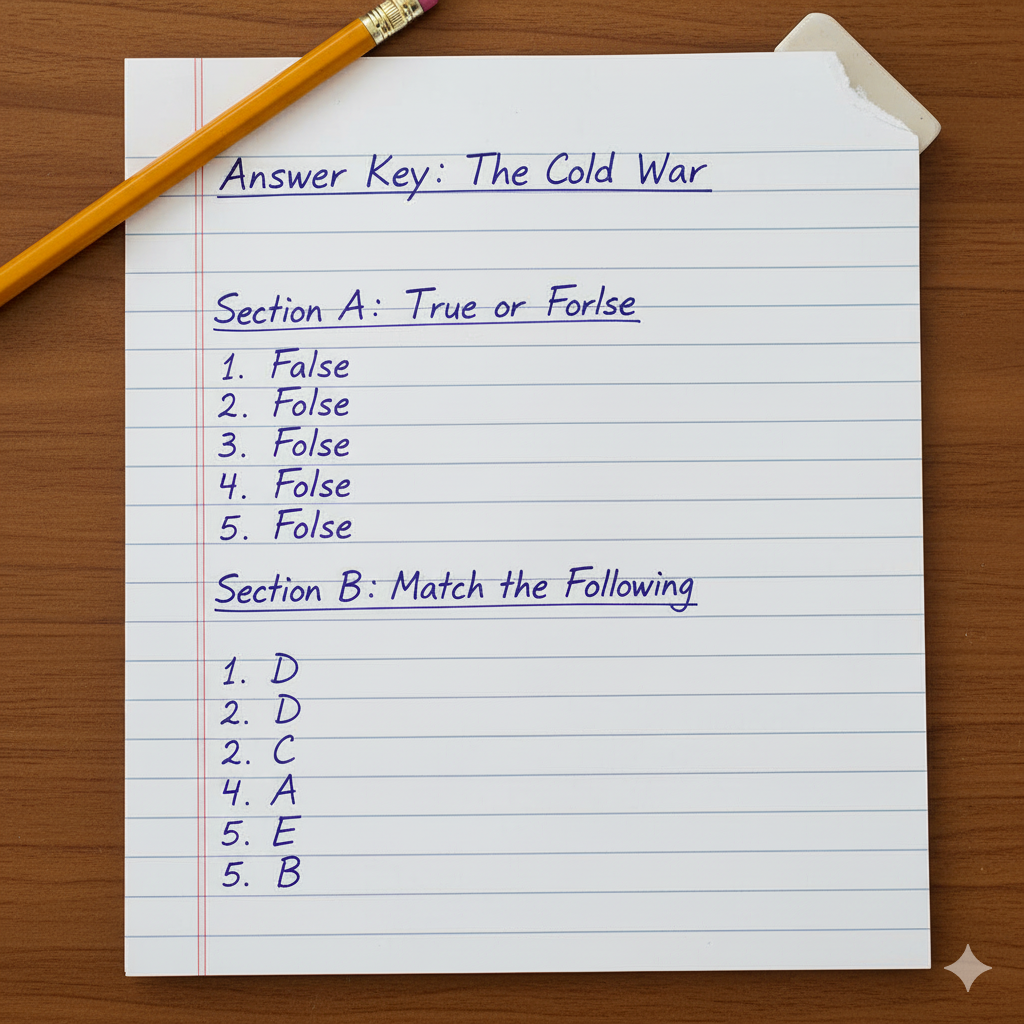 Answer Key: The Cold War
Section A: True or Forlse
1. False
2. Folse
3. Folse
4. Folse
5. Folse
Section B: Match the Following
1. D
2. D
2. C
4. A
5. E
5. B